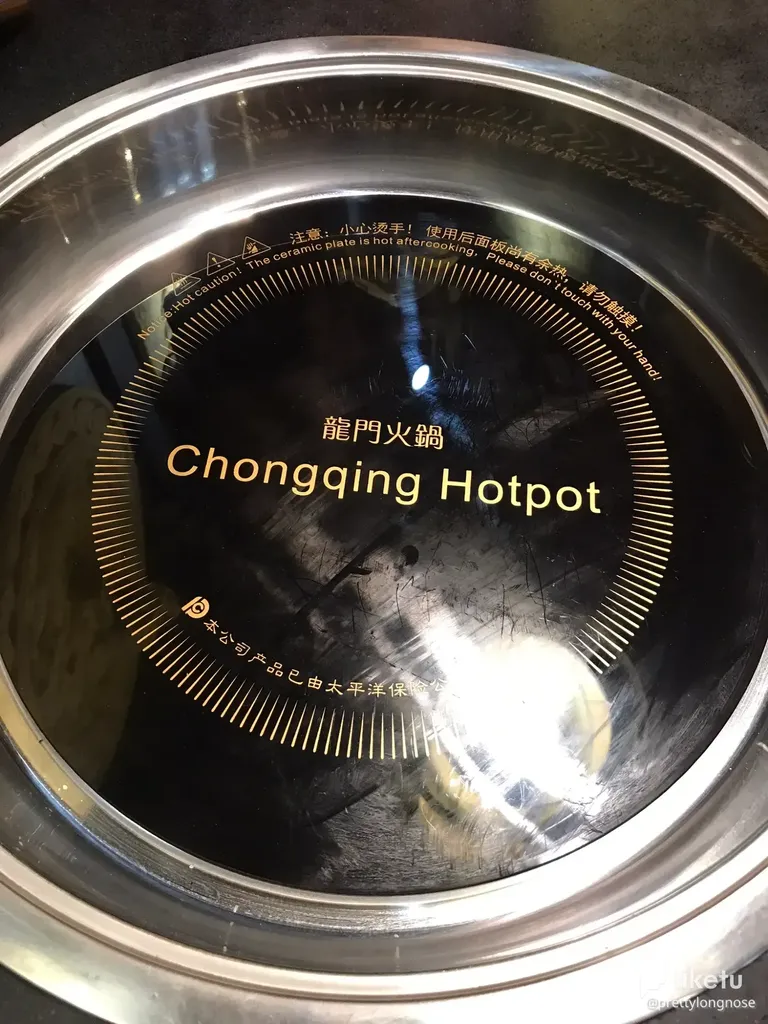 注意：小心烫手！使用后面板尚有余热，请勿触摸！
Notice:Hot caution! The ceramic plate is hot aftercooking, Please don't touch with your hand!
龍門火鍋
Chongqing Hotpot
本公司产品已由太平洋保险公
@prettylongnose